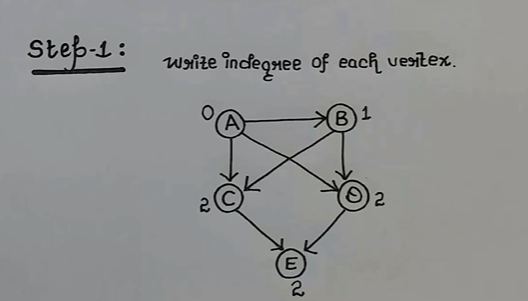 Step-1:
Write indegree of each vertex.
0 A B 1
2 C D 2
E
2